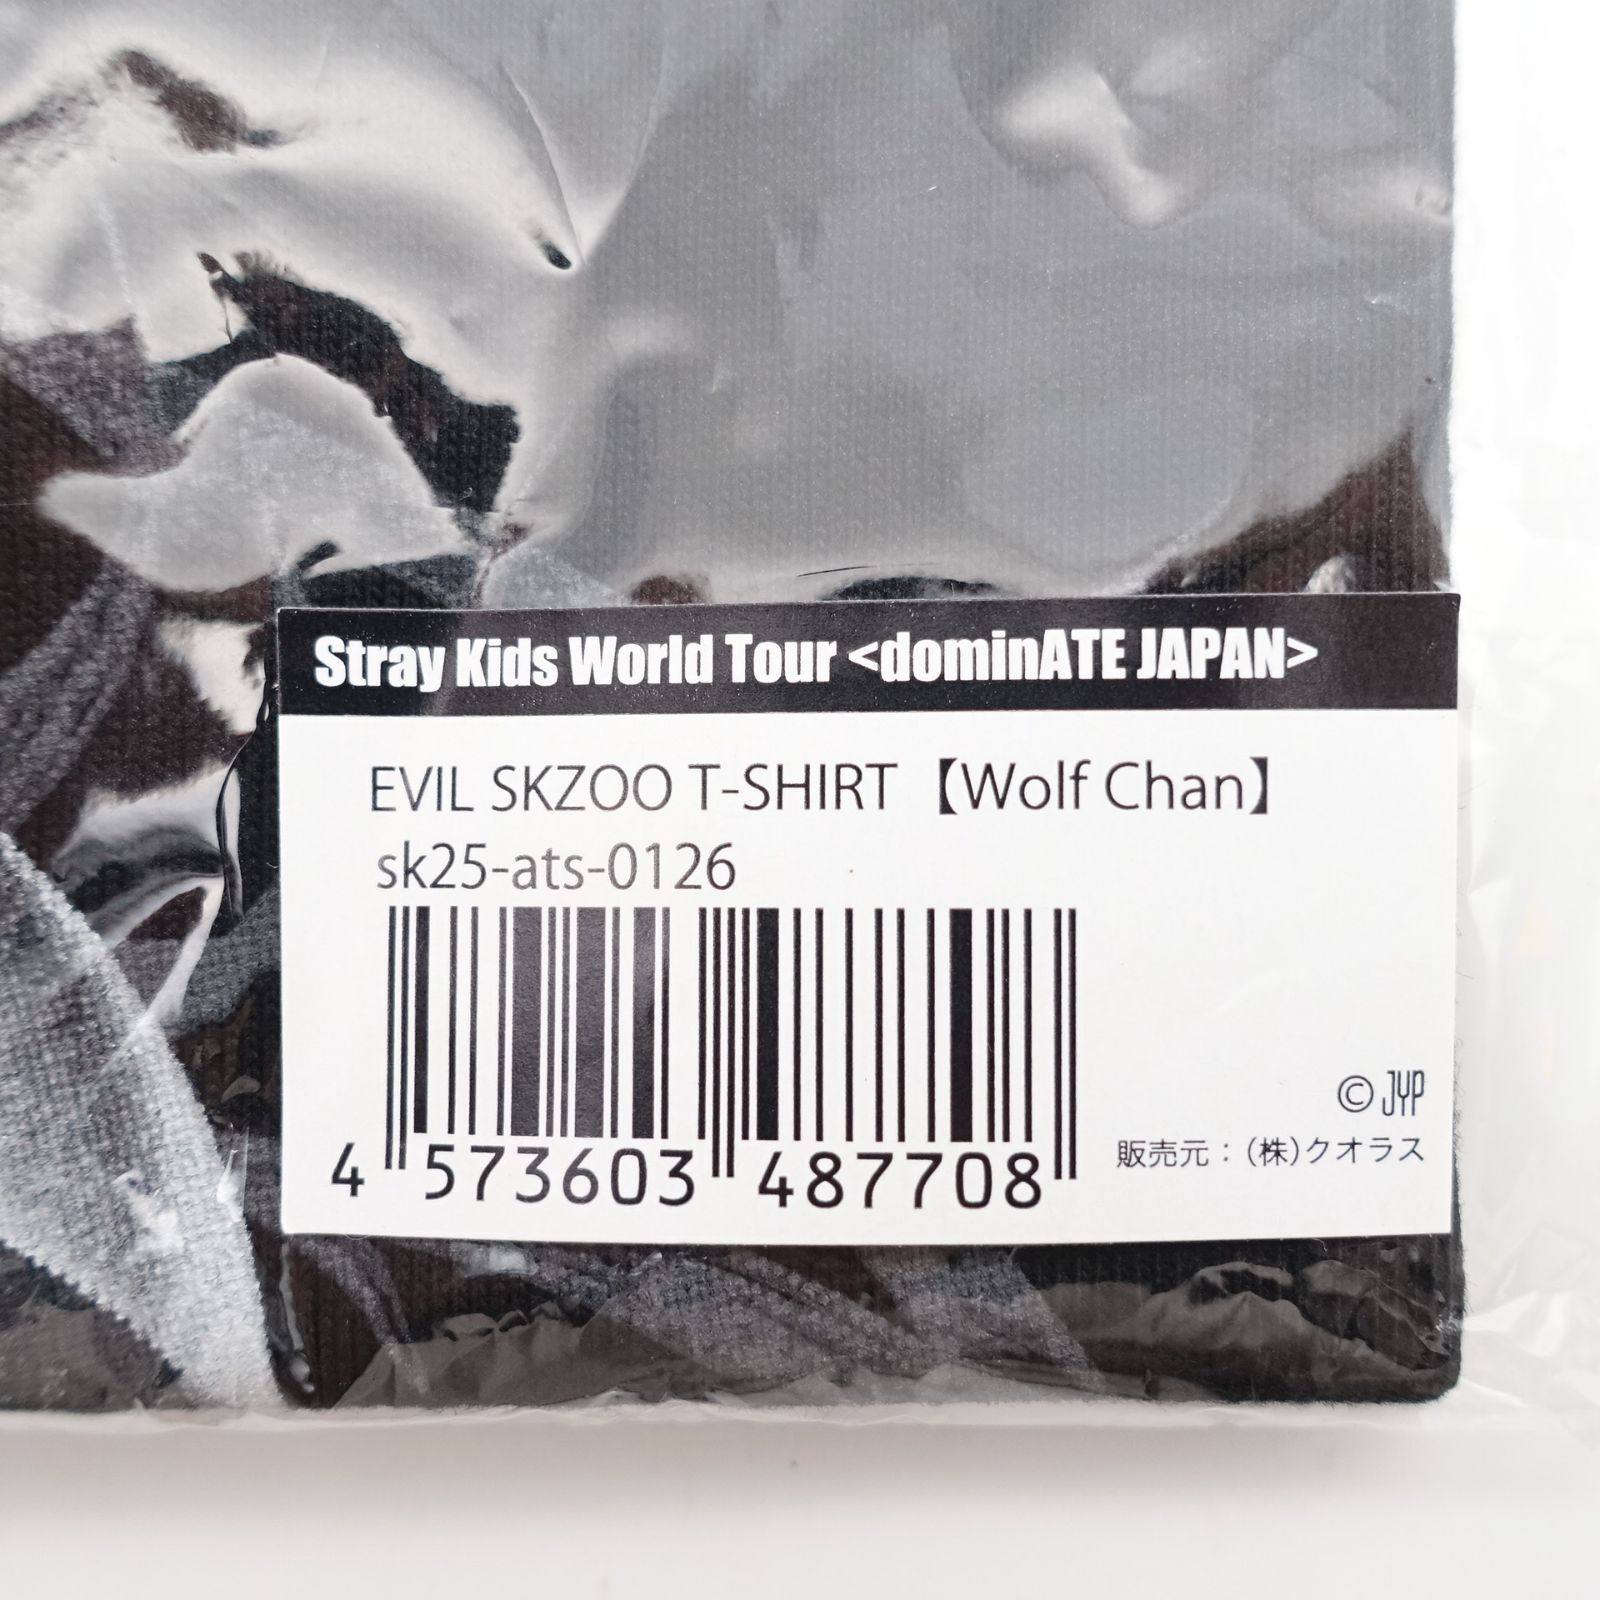 Stray Kids World Tour <dominATE JAPAN>
EVIL SKZOO T-SHIRT【Wolf Chan】
sk25-ats-0126
4 573603 487708
© JYP
販売元：(株)クオラス